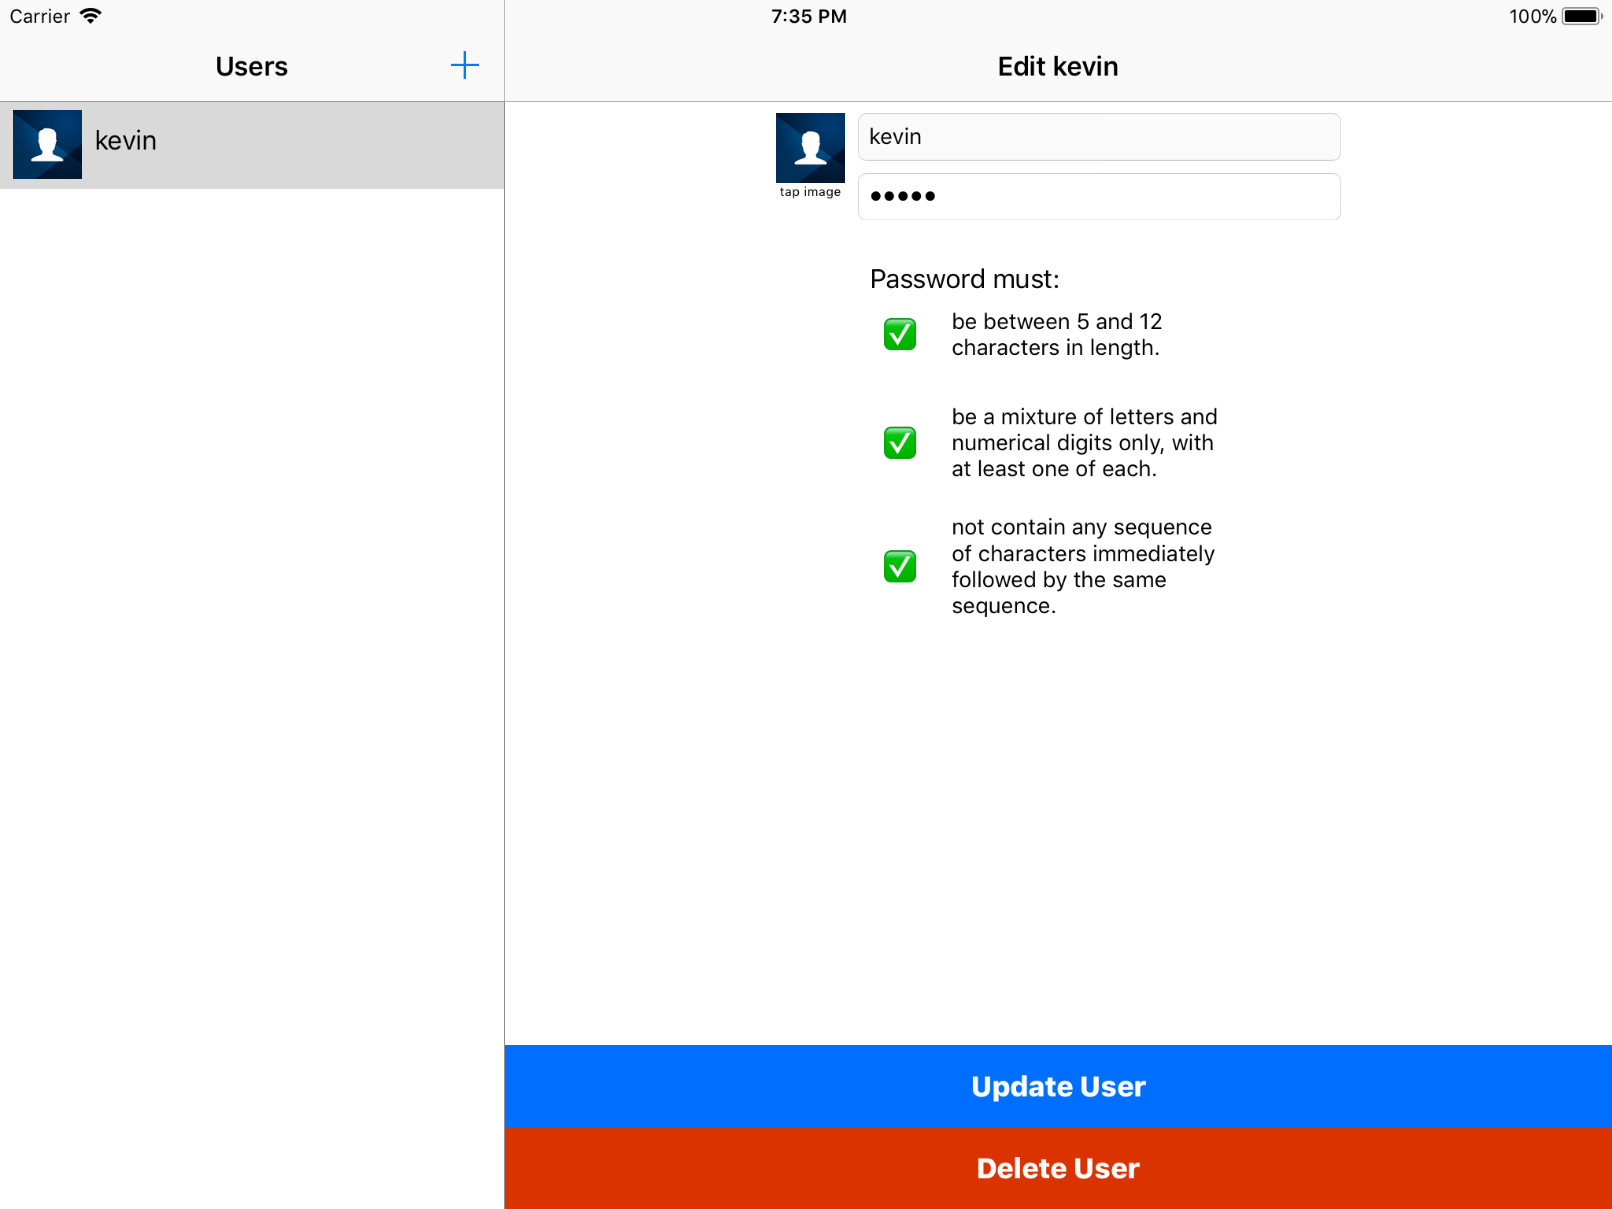 Carrier 7:35 PM 100%
Users
Edit kevin
kevin
kevin
tap image
•••••
Password must:
be between 5 and 12
characters in length.
be a mixture of letters and
numerical digits only, with
at least one of each.
not contain any sequence
of characters immediately
followed by the same
sequence.
Update User
Delete User